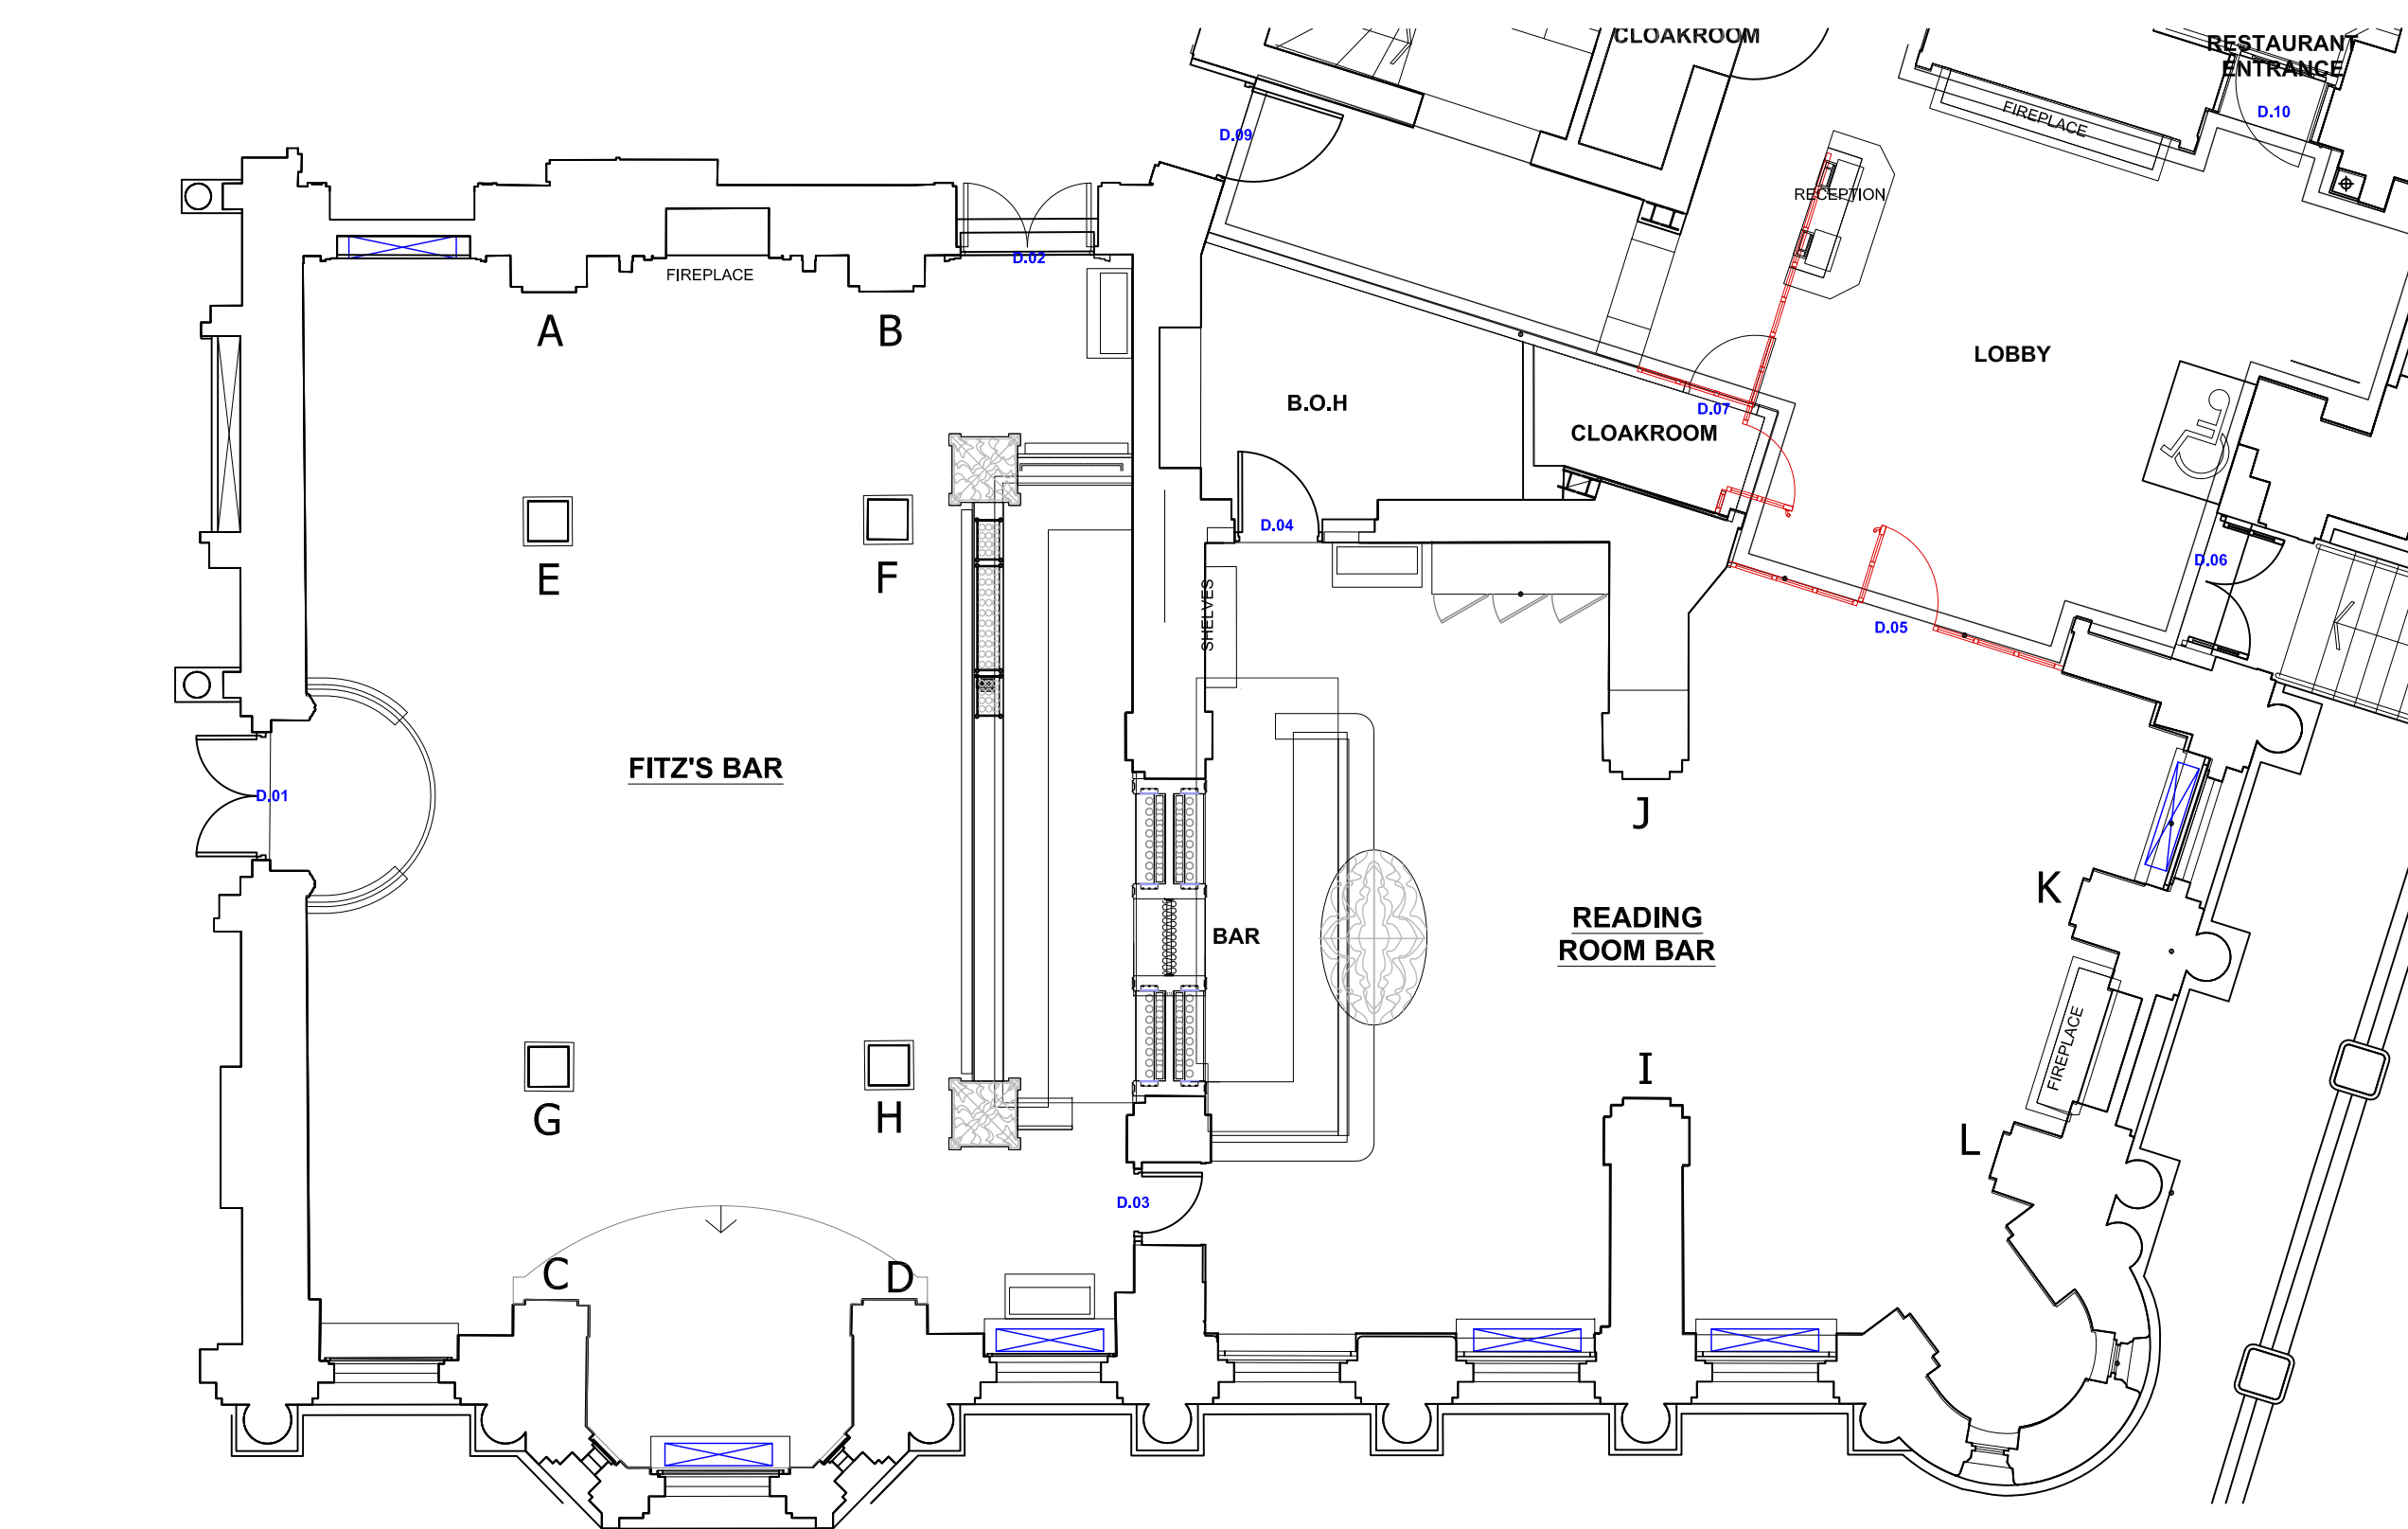 CLOAKROOM
RESTAURANT
ENTRANCE
FIREPLACE
D.10
D.09
RECEPTION
D.02
FIREPLACE
A
B
LOBBY
B.O.H
D.07
CLOAKROOM
D.04
E
F
D.06
SHELVES
D.05
FITZ'S BAR
D.01
J
K
READING
ROOM BAR
BAR
FIREPLACE
I
G
H
L
D.03
C
D